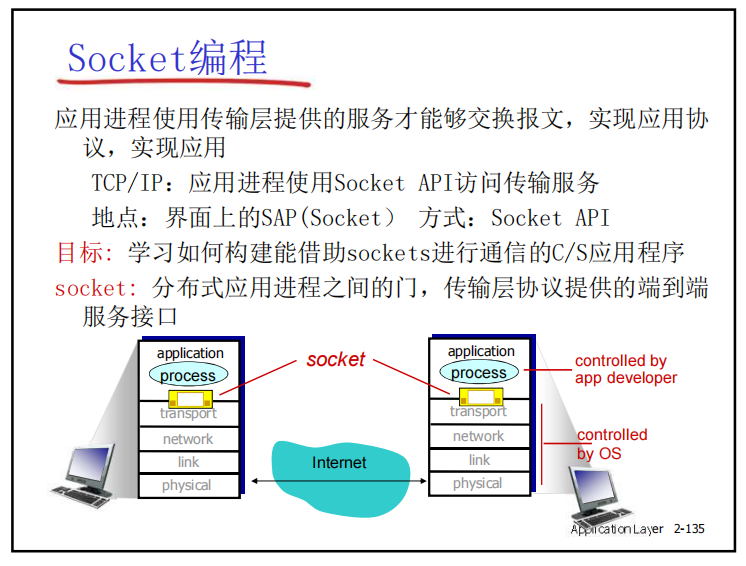 Socket编程
应用进程使用传输层提供的服务才能够交换报文，实现应用协
议，实现应用
TCP/IP：应用进程使用Socket API访问传输服务
地点：界面上的SAP(Socket） 方式：Socket API
目标: 学习如何构建能借助sockets进行通信的C/S应用程序
socket: 分布式应用进程之间的门，传输层协议提供的端到端
服务接口
application
process
transport
network
link
physical
socket
Internet
application
process
transport
network
link
physical
controlled by
app developer
controlled
by OS
Application Layer 2-135